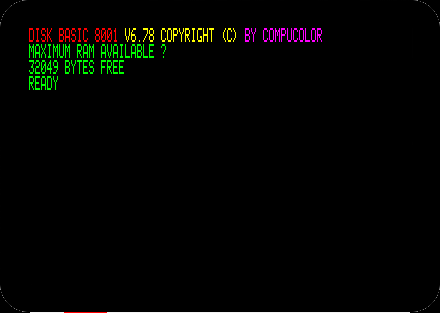 DISK BASIC 8001 V6.78 COPYRIGHT (C) BY COMPUCOLOR
MAXIMUM RAM AVAILABLE ?
32049 BYTES FREE
READY